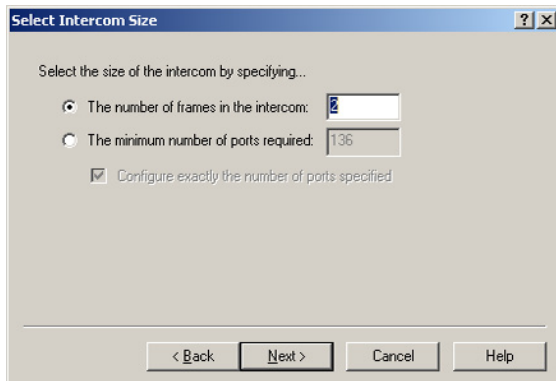 Select Intercom Size
Select the size of the intercom by specifying...
The number of frames in the intercom: 2
The minimum number of ports required: 136
Configure exactly the number of ports specified
< Back Next > Cancel Help